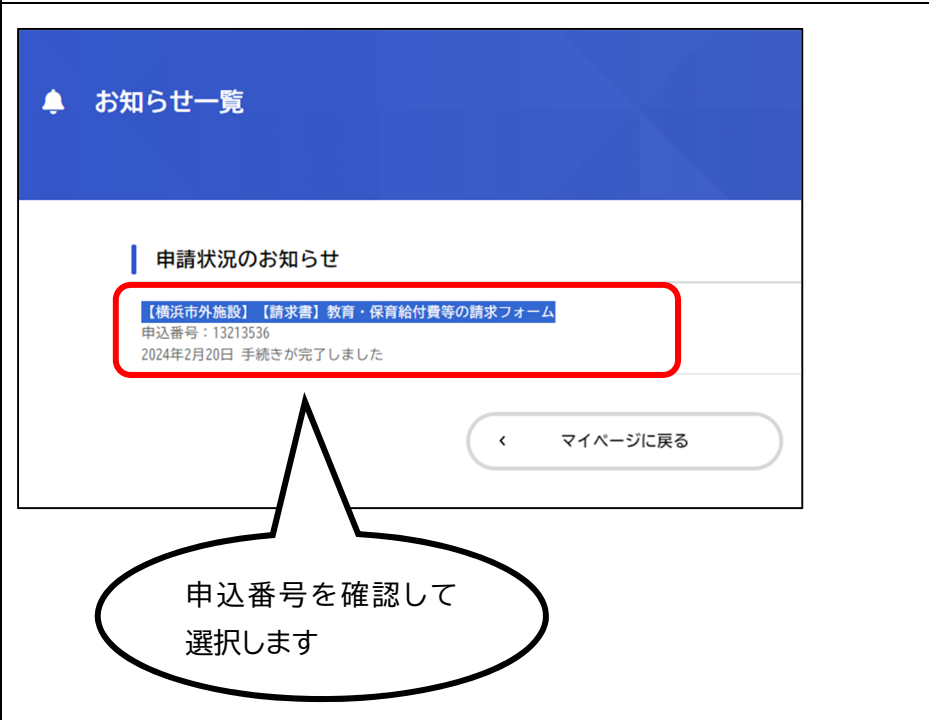 お知らせ一覧
申請状況のお知らせ
【横浜市外施設】【請求書】教育・保育給付費等の請求フォーム
申込番号：13213536
2024年2月20日 手続きが完了しました
マイページに戻る
申込番号を確認して
選択します